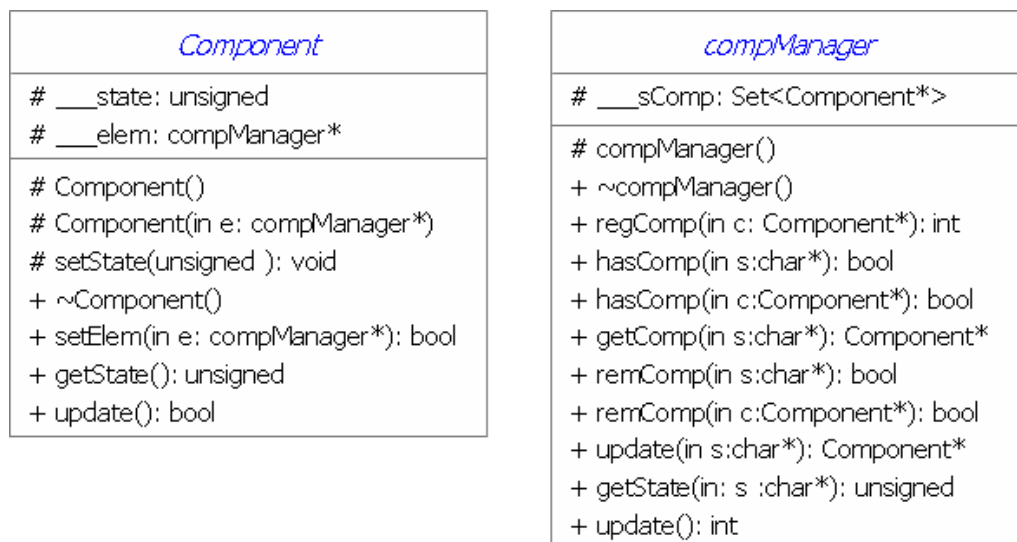 Component
# ___state: unsigned
# ___elem: compManager*
# Component()
# Component(in e: compManager*)
# setState(unsigned ): void
+ ~Component()
+ setElem(in e: compManager*): bool
+ getState(): unsigned
+ update(): bool
compManager
# ___sComp: Set<Component*>
# compManager()
+ ~compManager()
+ regComp(in c: Component*): int
+ hasComp(in s:char*): bool
+ hasComp(in c:Component*): bool
+ getComp(in s:char*): Component*
+ remComp(in s:char*): bool
+ remComp(in c:Component*): bool
+ update(in s:char*): Component*
+ getState(in: s :char*): unsigned
+ update(): int